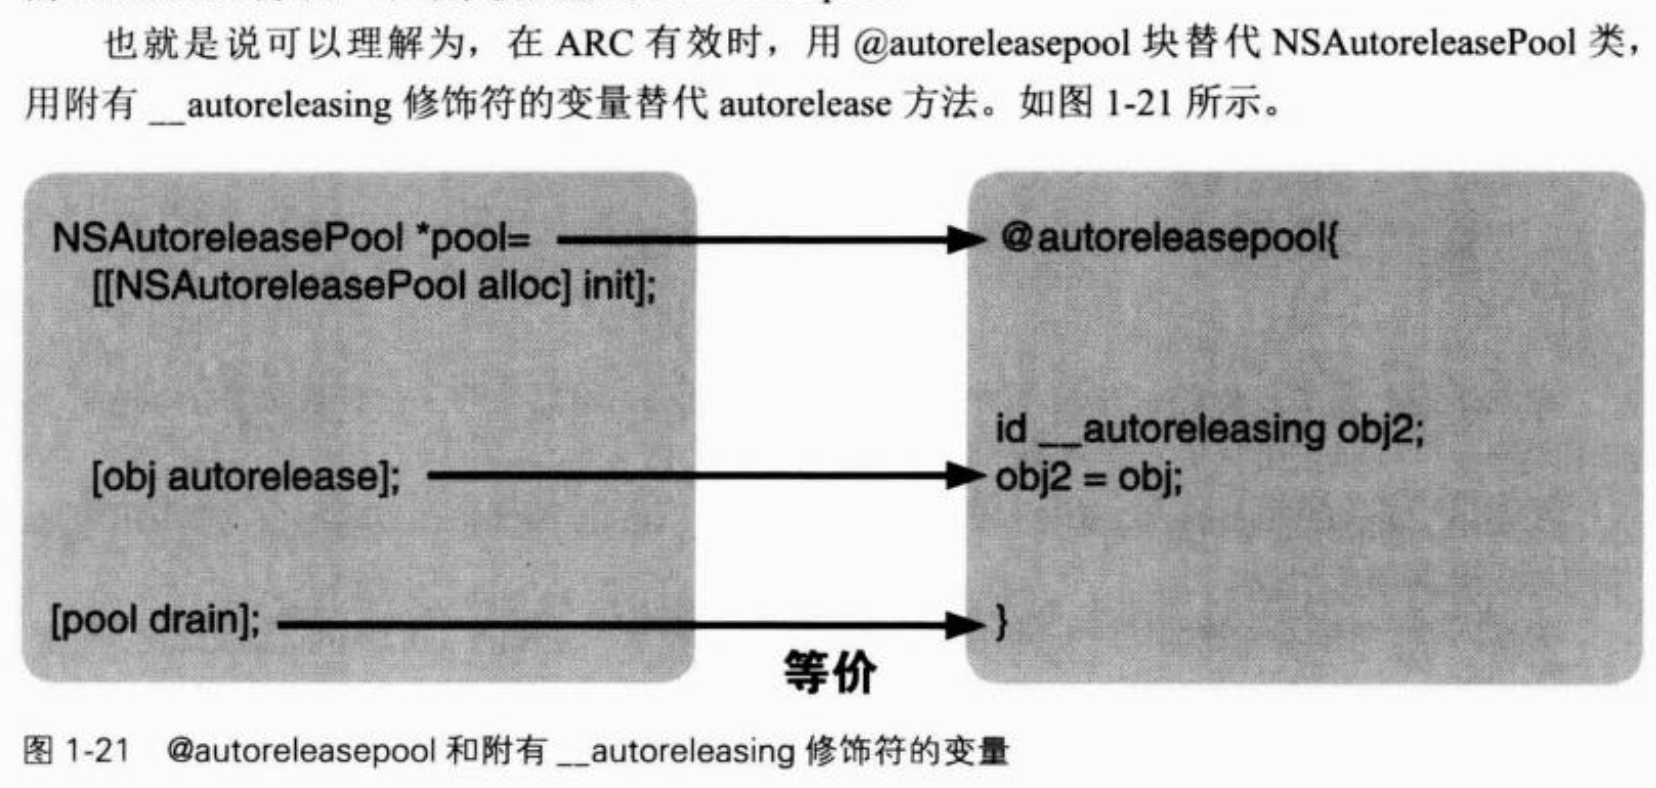 也就是说可以理解为，在 ARC 有效时，用 @autoreleasepool 块替代 NSAutoreleasePool 类，
用附有 __autoreleasing 修饰符的变量替代 autorelease 方法。如图 1-21 所示。
NSAutoreleasePool *pool=
[[NSAutoreleasePool alloc] init];
[obj autorelease];
[pool drain];
@autoreleasepool{
id __autoreleasing obj2;
obj2 = obj;
}
等价
图 1-21 @autoreleasepool 和附有 __autoreleasing 修饰符的变量